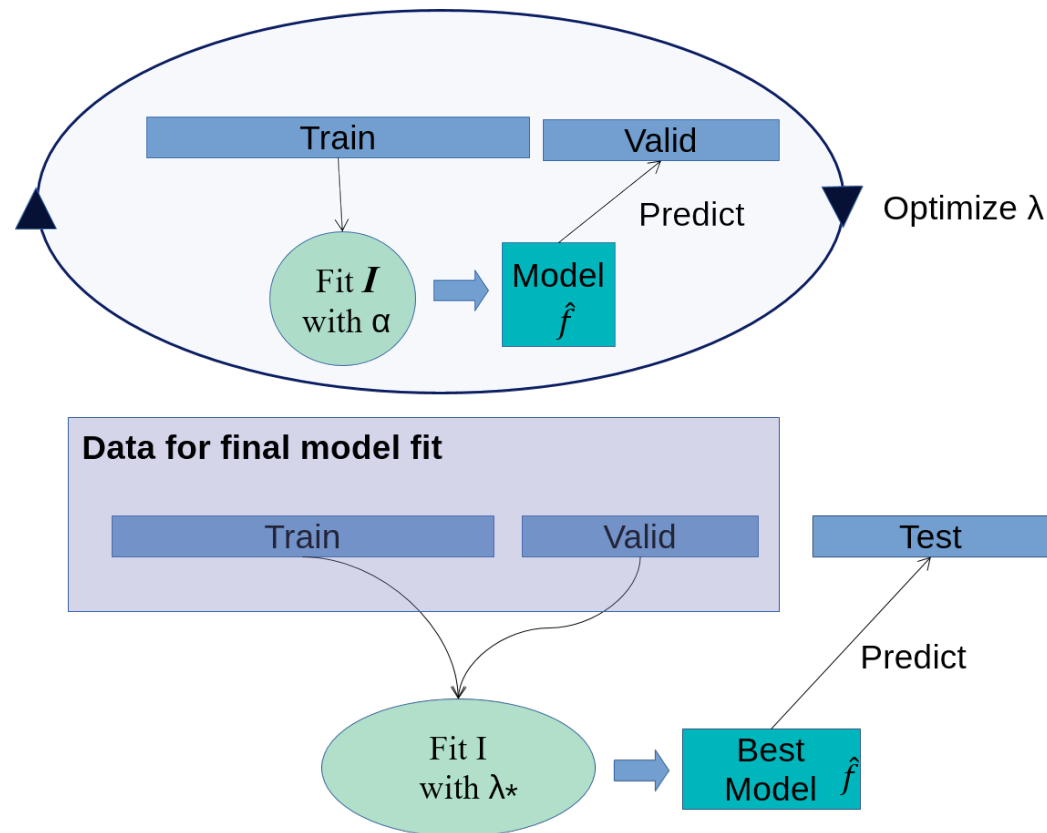 Train
Valid
Predict
Optimize λ
Fit I
with α
Model
f̂
Data for final model fit
Train
Valid
Test
Predict
Fit I
with λ*
Best
Model f̂